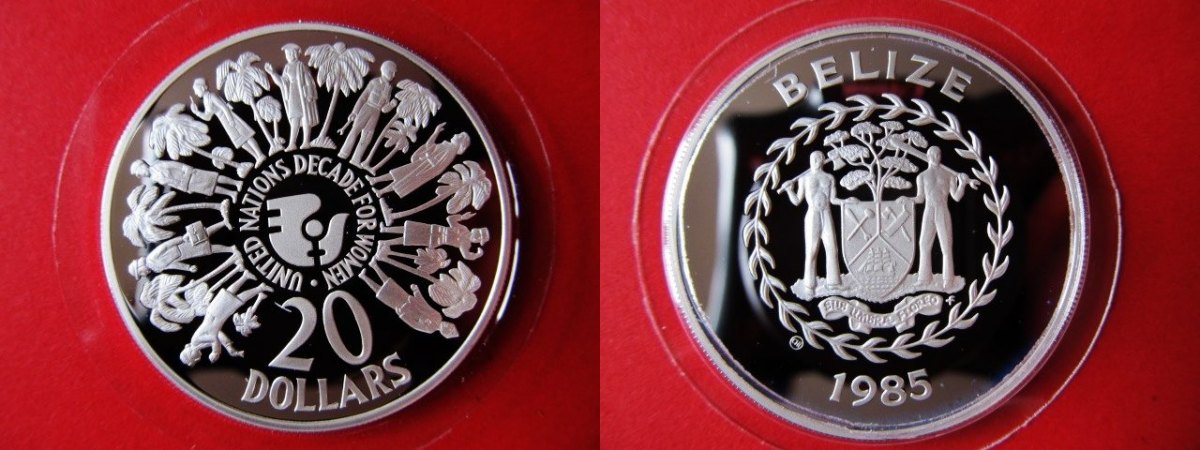 UNITED NATIONS DECADE FOR WOMEN •
20
DOLLARS
BELIZE
SUB UMBRA FLOREO
1985